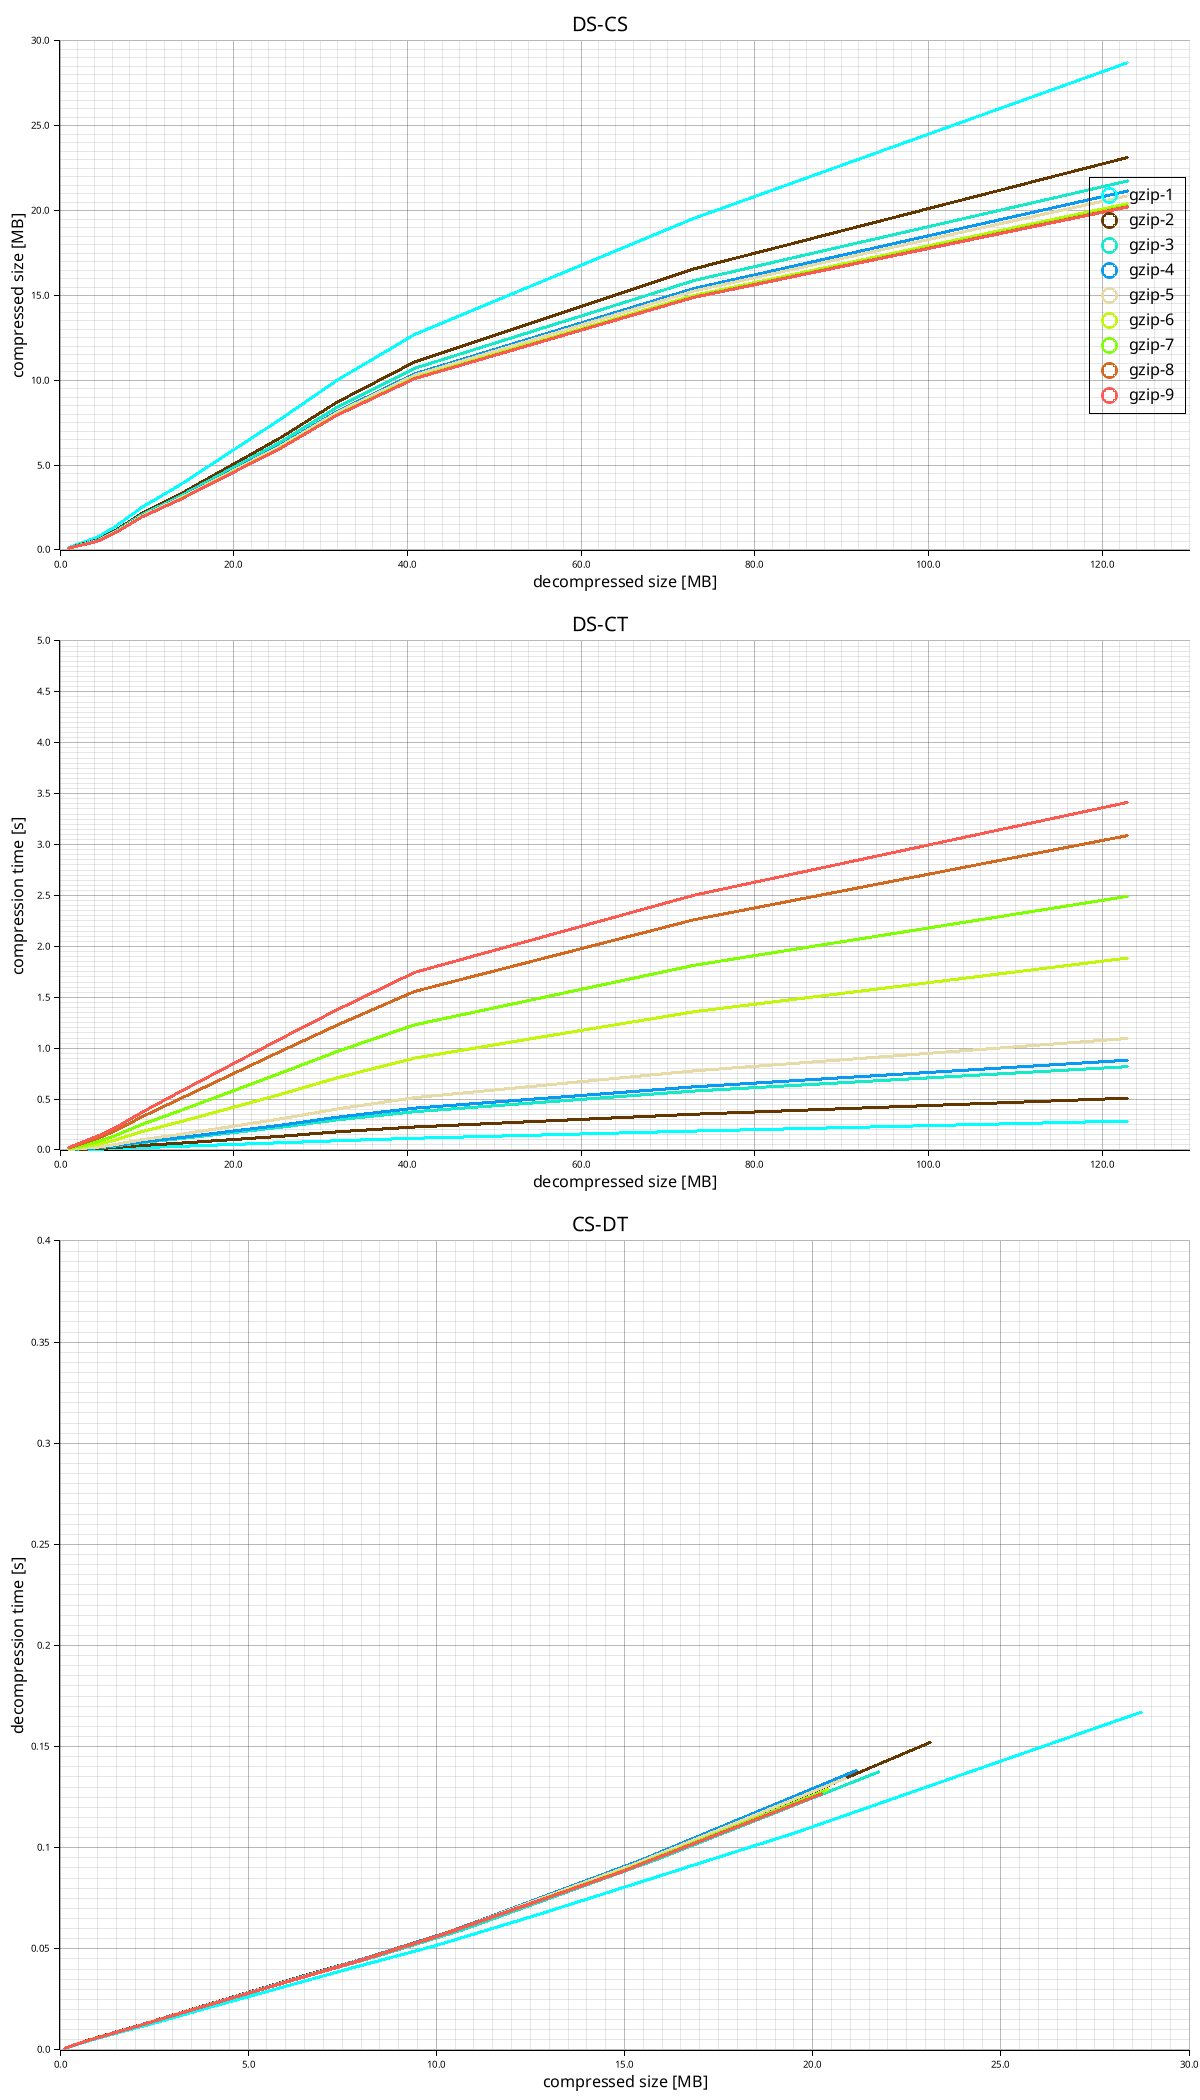 DS-CS
30.0
25.0
20.0
15.0
10.0
5.0
0.0
compressed size [MB]
0.0 20.0 40.0 60.0 80.0 100.0 120.0
decompressed size [MB]
gzip-1
gzip-2
gzip-3
gzip-4
gzip-5
gzip-6
gzip-7
gzip-8
gzip-9
DS-CT
5.0
4.5
4.0
3.5
3.0
2.5
2.0
1.5
1.0
0.5
0.0
compression time [s]
0.0 20.0 40.0 60.0 80.0 100.0 120.0
decompressed size [MB]
CS-DT
0.4
0.35
0.3
0.25
0.2
0.15
0.1
0.05
0.0
decompression time [s]
0.0 5.0 10.0 15.0 20.0 25.0 30.0
compressed size [MB]